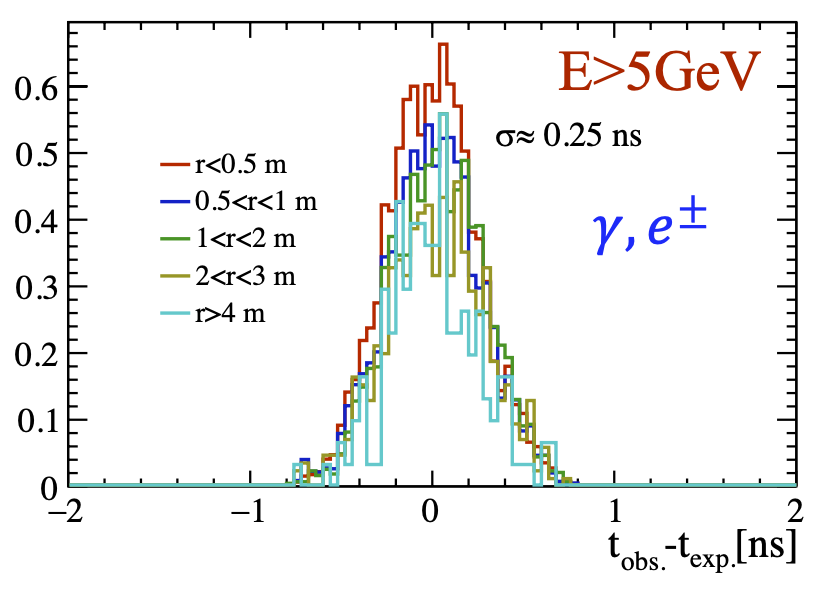 E>5GeV
σ≈ 0.25 ns
γ, e±
r<0.5 m
0.5<r<1 m
1<r<2 m
2<r<3 m
r>4 m
0.6
0.5
0.4
0.3
0.2
0.1
0
−2 −1 0 1 2
tobs.-texp.[ns]